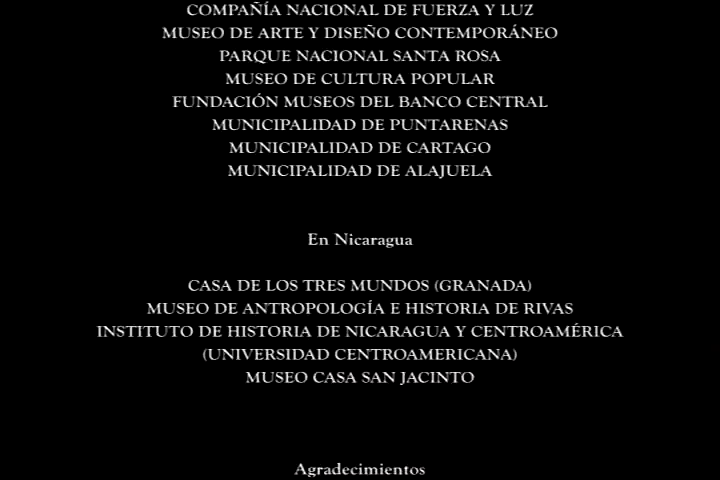 COMPAÑÍA NACIONAL DE FUERZA Y LUZ
MUSEO DE ARTE Y DISEÑO CONTEMPORÁNEO
PARQUE NACIONAL SANTA ROSA
MUSEO DE CULTURA POPULAR
FUNDACIÓN MUSEOS DEL BANCO CENTRAL
MUNICIPALIDAD DE PUNTARENAS
MUNICIPALIDAD DE CARTAGO
MUNICIPALIDAD DE ALAJUELA
En Nicaragua
CASA DE LOS TRES MUNDOS (GRANADA)
MUSEO DE ANTROPOLOGÍA E HISTORIA DE RIVAS
INSTITUTO DE HISTORIA DE NICARAGUA Y CENTROAMÉRICA
(UNIVERSIDAD CENTROAMERICANA)
MUSEO CASA SAN JACINTO
Agradecimientos